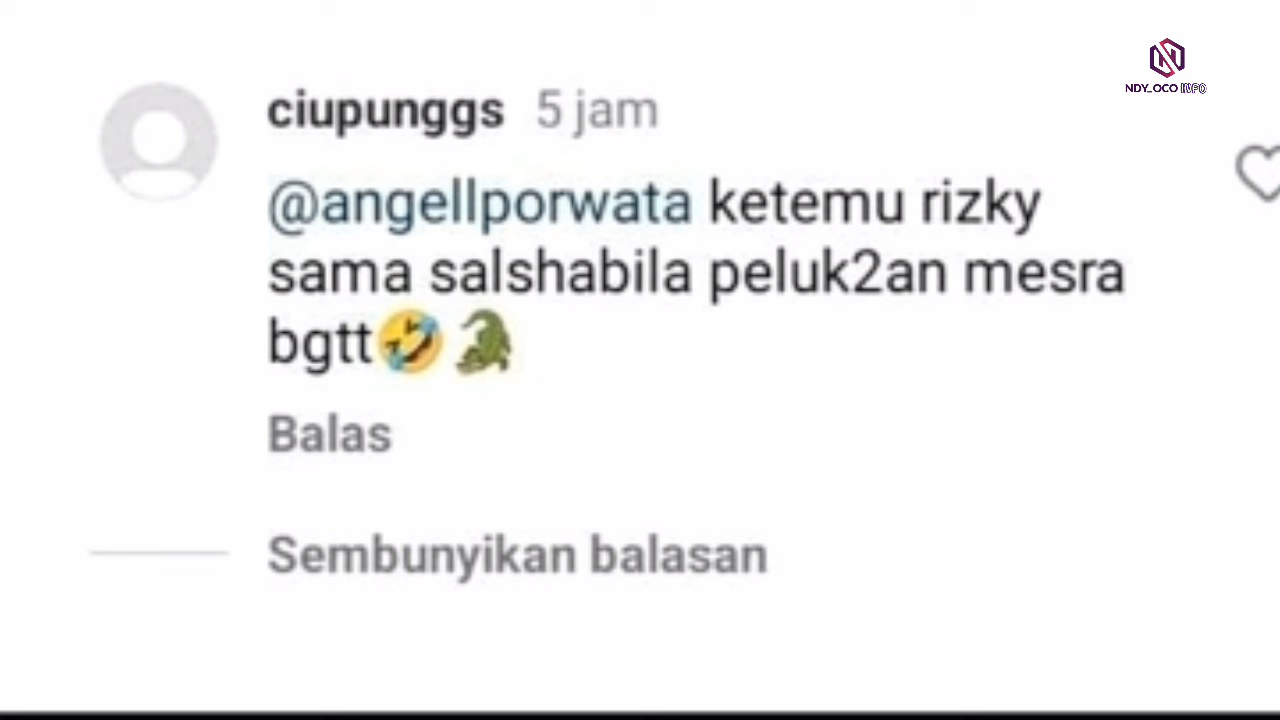 NDY_OCO INFO
ciupunggs 5 jam
@angellporwata ketemu rizky
sama salshabila peluk2an mesra
bgtt🤣🐊
Balas
Sembunyikan balasan